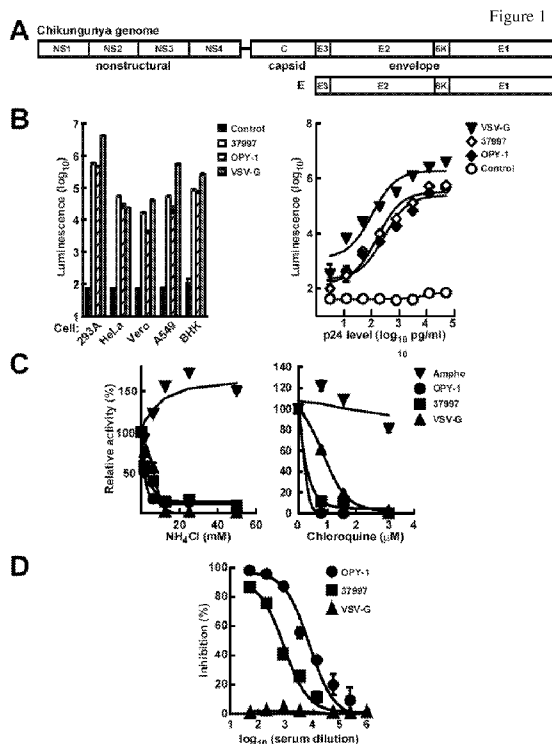 Figure 1
A
Chikungunya genome
NS1 NS2 NS3 NS4 C E3 E2 6K E1
nonstructural capsid envelope
E E3 E2 6K E1
B
Control
37997
OPY-1
VSV-G
Luminescence (log10)
7
6
5
4
3
2
1
Cell:
293A HeLa Vero A549 BHK
VSV-G
37997
OPY-1
Control
Luminescence (log10)
8
6
4
2
0 1 2 3 4 5
p24 level (log10 pg/ml)
10
C
Relative activity (%)
150
100
50
0 20 40 60
NH4Cl (mM)
Ampho
OPY-1
37997
VSV-G
140
120
100
80
60
40
20
0
0 1 2 3 4
Chloroquine (μM)
D
OPY-1
37997
VSV-G
Inhibition (%)
100
80
60
40
20
0
1 2 3 4 5 6
log10 (serum dilution)